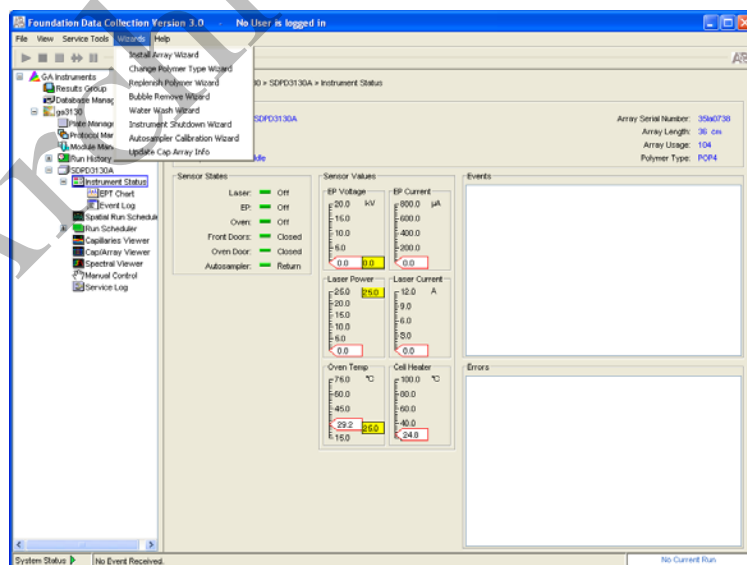 Foundation Data Collection Version 3.0 - No User is logged in
File View Service Tools Wizards Help
Install Array Wizard
Change Polymer Type Wizard
Replenish Polymer Wizard
Bubble Remove Wizard
Water Wash Wizard
Instrument Shutdown Wizard
Autosampler Calibration Wizard
Update Cap Array Info
GA Instruments
Results Group
Database Manag
ga3130
Plate Manage
Protocol Man
Module Man
Run History
SDPD3130A
Instrument Status
EPT Chart
Event Log
Spatial Run Schedule
Run Scheduler
Capillaries Viewer
Cap/Array Viewer
Spectral Viewer
Manual Control
Service Log
30 > SDPD3130A > Instrument Status
SDPD3130A
Idle
Array Serial Number: 35la0738
Array Length: 36 cm
Array Usage: 104
Polymer Type: POP4
Sensor States
Laser: Off
EP: Off
Oven: Off
Front Doors: Closed
Oven Door: Closed
Autosampler: Return
Sensor Values
EP Voltage
20.0 kV
15.0
10.0
5.0
0.0 0.0
EP Current
800.0 µA
600.0
400.0
200.0
0.0
Laser Power
25.0 25.0
20.0
15.0
10.0
5.0
0.0
Laser Current
12.0 A
9.0
6.0
3.0
0.0
Oven Temp
75.0 °C
60.0
45.0
29.2 25.0
15.0
Cell Heater
100.0 °C
80.0
60.0
40.0
24.8
Events
Errors
System Status
No Event Received.
No Current Run